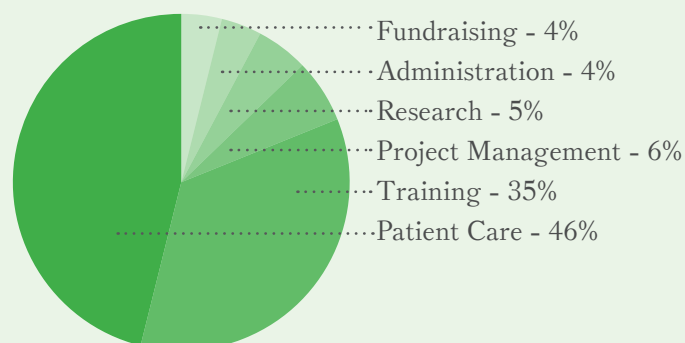 Fundraising - 4%
Administration - 4%
Research - 5%
Project Management - 6%
Training - 35%
Patient Care - 46%